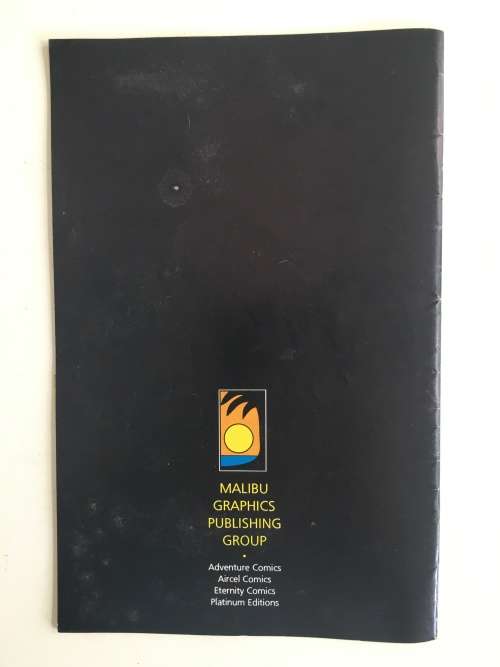 MALIBU
GRAPHICS
PUBLISHING
GROUP
•
Adventure Comics
Aircel Comics
Eternity Comics
Platinum Editions